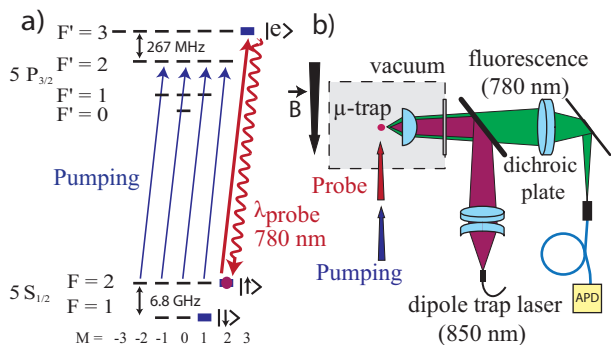 a)
F' = 3
|e>
267 MHz
5 P3/2
F' = 2
F' = 1
F' = 0
Pumping
λprobe
780 nm
5 S1/2
F = 2
|↑>
F = 1
6.8 GHz
|↓>
M = -3 -2 -1 0 1 2 3
b)
fluorescence
(780 nm)
vacuum
μ-trap
B
dichroic
plate
Probe
Pumping
APD
dipole trap laser
(850 nm)